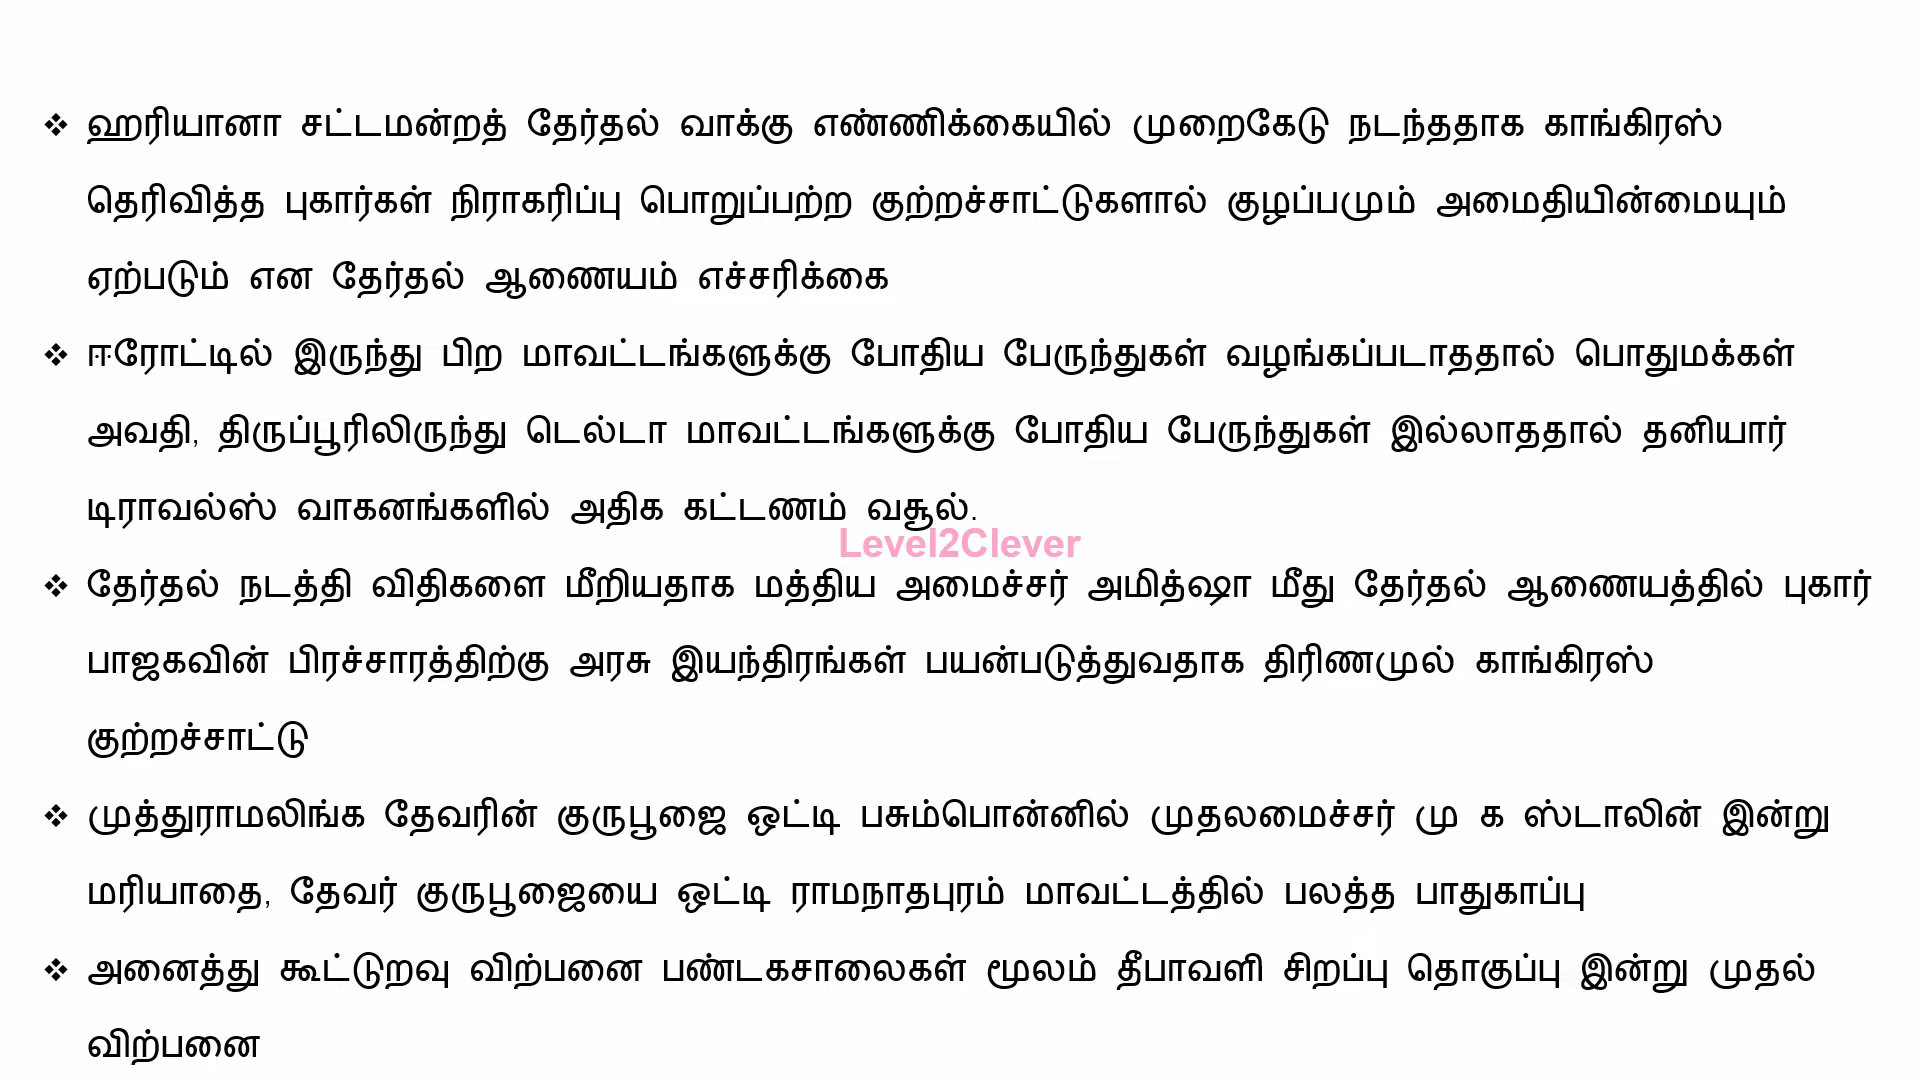 ❖ ஹரியானா சட்டமன்றத் தேர்தல் வாக்கு எண்ணிக்கையில் முறைகேடு நடந்ததாக காங்கிரஸ்
தெரிவித்த புகார்கள் நிராகரிப்பு பொறுப்பற்ற குற்றச்சாட்டுகளால் குழப்பமும் அமைதியின்மையும்
ஏற்படும் என தேர்தல் ஆணையம் எச்சரிக்கை
❖ ஈரோட்டில் இருந்து பிற மாவட்டங்களுக்கு போதிய பேருந்துகள் வழங்கப்படாததால் பொதுமக்கள்
அவதி, திருப்பூரிலிருந்து டெல்டா மாவட்டங்களுக்கு போதிய பேருந்துகள் இல்லாததால் தனியார்
டிராவல்ஸ் வாகனங்களில் அதிக கட்டணம் வசூல்.
Level2Clever
❖ தேர்தல் நடத்தி விதிகளை மீறியதாக மத்திய அமைச்சர் அமித்ஷா மீது தேர்தல் ஆணையத்தில் புகார்
பாஜகவின் பிரச்சாரத்திற்கு அரசு இயந்திரங்கள் பயன்படுத்துவதாக திரிணமுல் காங்கிரஸ்
குற்றச்சாட்டு
❖ முத்துராமலிங்க தேவரின் குருபூஜை ஒட்டி பசும்பொன்னில் முதலமைச்சர் மு க ஸ்டாலின் இன்று
மரியாதை, தேவர் குருபூஜையை ஒட்டி ராமநாதபுரம் மாவட்டத்தில் பலத்த பாதுகாப்பு
❖ அனைத்து கூட்டுறவு விற்பனை பண்டகசாலைகள் மூலம் தீபாவளி சிறப்பு தொகுப்பு இன்று முதல்
விற்பனை